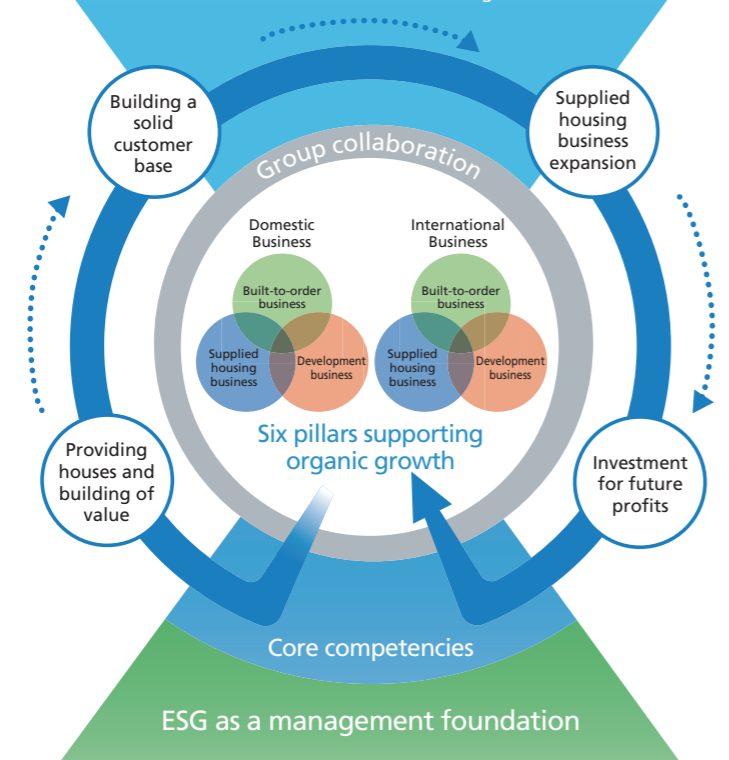 Building a
solid
customer
base
Supplied
housing
business
expansion
Group collaboration
Domestic
Business
International
Business
Built-to-order
business
Supplied
housing
business
Development
business
Built-to-order
business
Supplied
housing
business
Development
business
Six pillars supporting
organic growth
Providing
houses and
building of
value
Investment
for future
profits
Core competencies
ESG as a management foundation